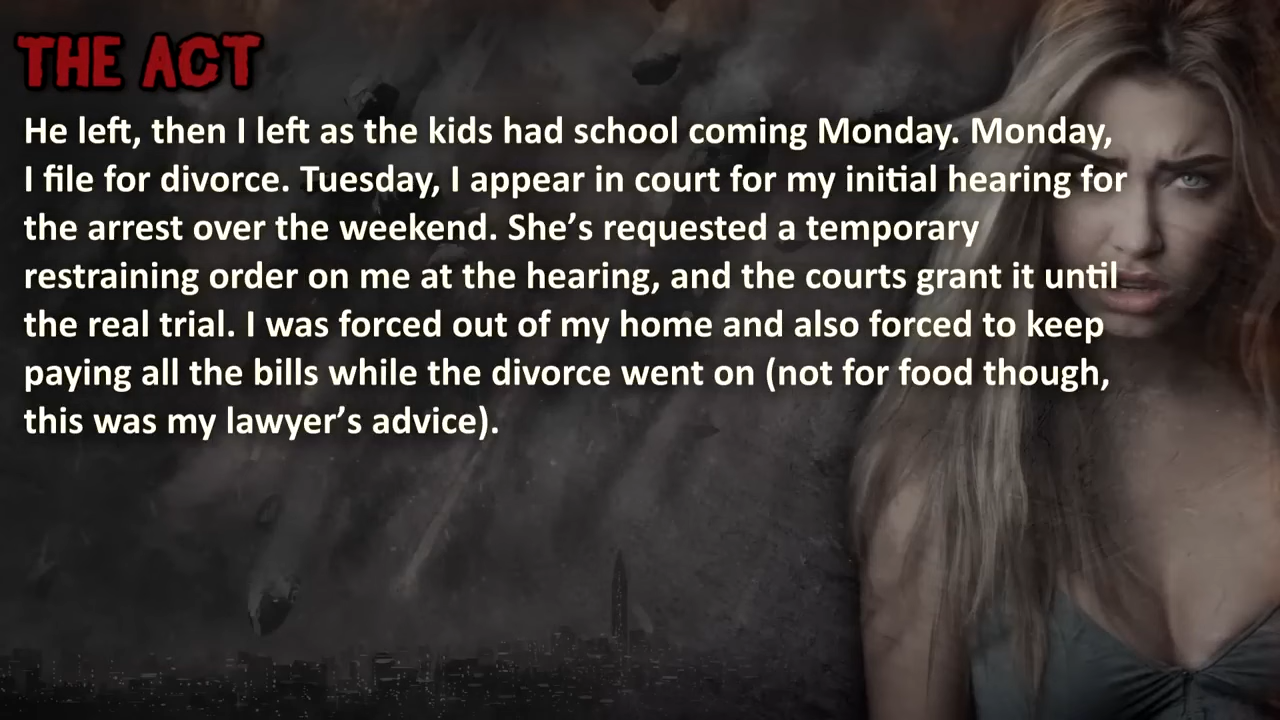 THE ACT
He left, then I left as the kids had school coming Monday. Monday,
I file for divorce. Tuesday, I appear in court for my initial hearing for
the arrest over the weekend. She’s requested a temporary
restraining order on me at the hearing, and the courts grant it until
the real trial. I was forced out of my home and also forced to keep
paying all the bills while the divorce went on (not for food though,
this was my lawyer’s advice).